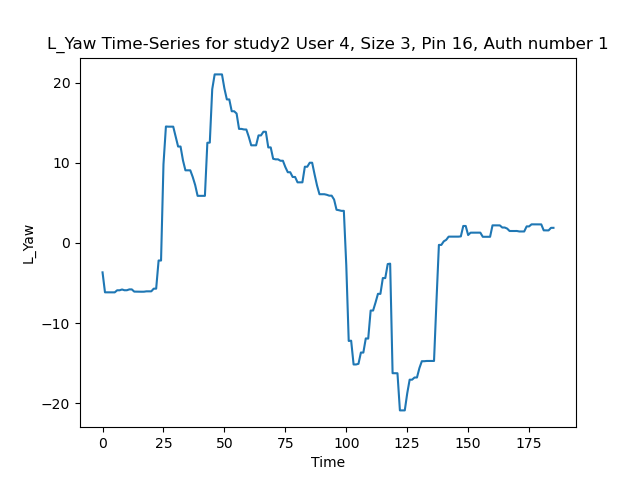 L_Yaw Time-Series for study2 User 4, Size 3, Pin 16, Auth number 1
20
10
0
−10
−20
L_Yaw
0 25 50 75 100 125 150 175
Time